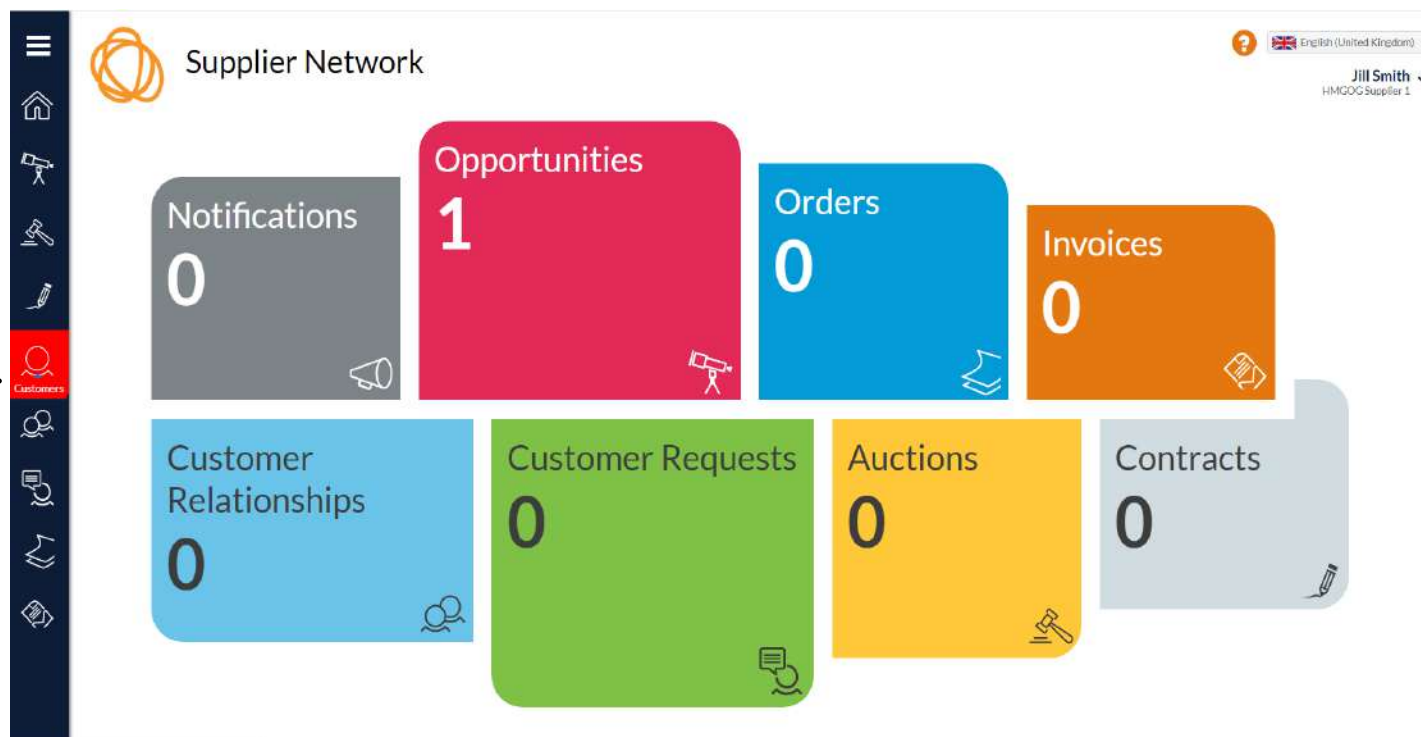 Supplier Network
English (United Kingdom)
Jill Smith
HMGOG Supplier 1
Notifications
0
Opportunities
1
Orders
0
Invoices
0
Customers
Customer
Relationships
0
Customer Requests
0
Auctions
0
Contracts
0